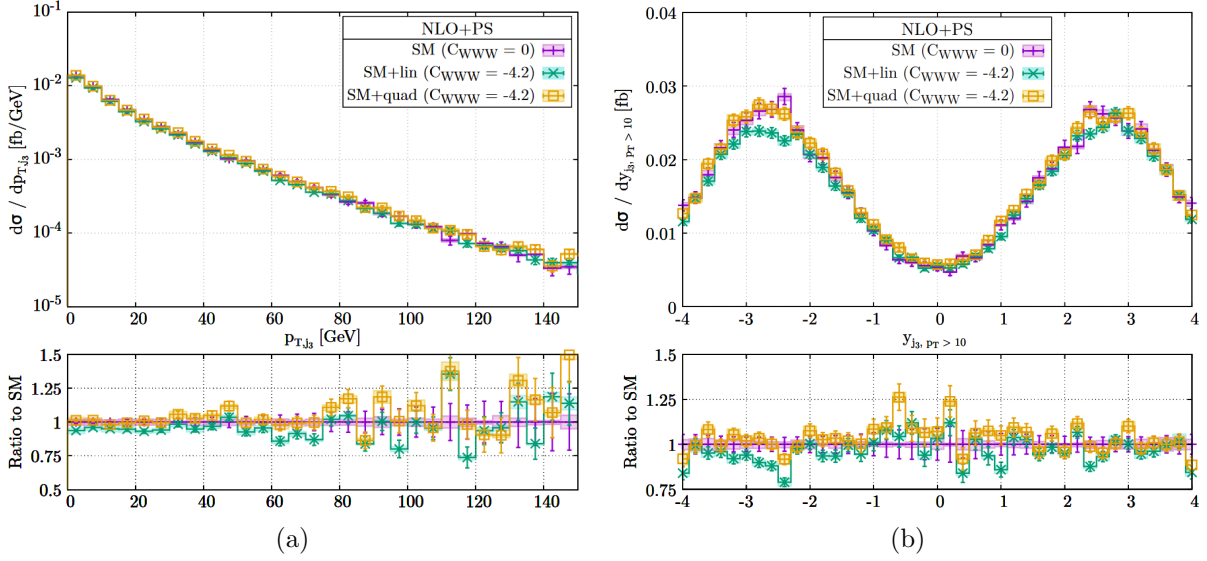 NLO+PS
SM (C_WWW = 0)
SM+lin (C_WWW = -4.2)
SM+quad (C_WWW = -4.2)
dσ / dp_T,j3 [fb/GeV]
10^-1
10^-2
10^-3
10^-4
10^-5
0 20 40 60 80 100 120 140
p_T,j3 [GeV]
Ratio to SM
1.5
1.25
1
0.75
0.5
0 20 40 60 80 100 120 140
(a)
NLO+PS
SM (C_WWW = 0)
SM+lin (C_WWW = -4.2)
SM+quad (C_WWW = -4.2)
dσ / dy_j3, pT > 10 [fb]
0.04
0.03
0.02
0.01
0
-4 -3 -2 -1 0 1 2 3 4
y_j3, pT > 10
Ratio to SM
1.75
1.5
1.25
1
0.75
-4 -3 -2 -1 0 1 2 3 4
(b)